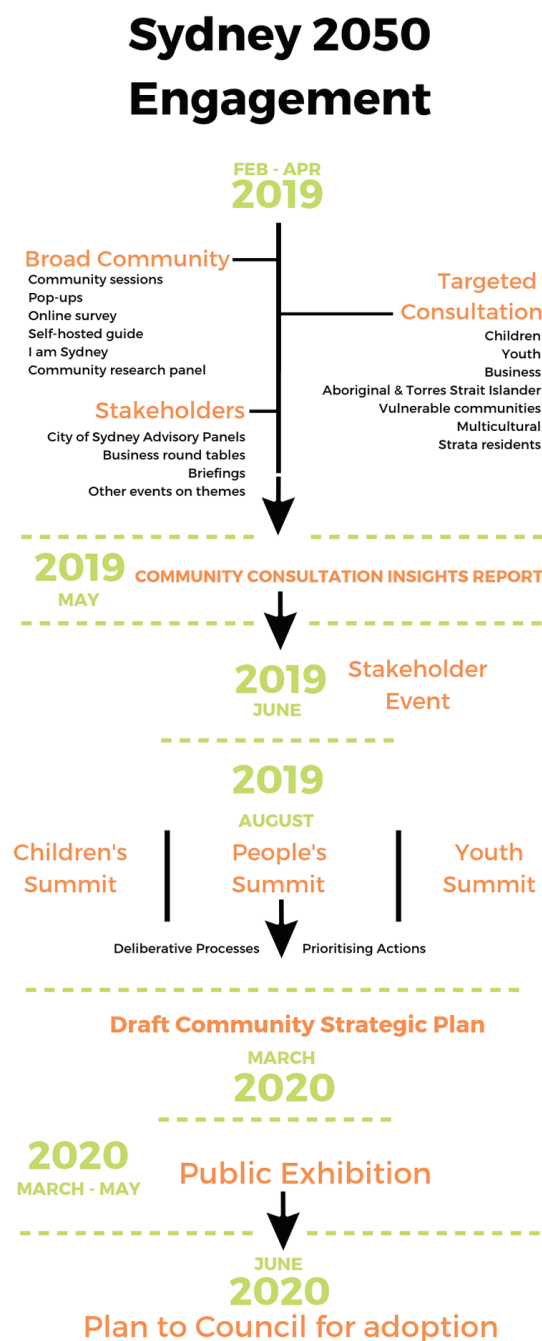 Sydney 2050
Engagement
FEB - APR
2019
Broad Community
Community sessions
Pop-ups
Online survey
Self-hosted guide
I am Sydney
Community research panel
Targeted
Consultation
Children
Youth
Business
Aboriginal & Torres Strait Islander
Vulnerable communities
Multicultural
Strata residents
Stakeholders
City of Sydney Advisory Panels
Business round tables
Briefings
Other events on themes
2019
MAY
COMMUNITY CONSULTATION INSIGHTS REPORT
2019
JUNE
Stakeholder
Event
2019
AUGUST
Children's
Summit
People's
Summit
Youth
Summit
Deliberative Processes
Prioritising Actions
Draft Community Strategic Plan
MARCH
2020
2020
MARCH - MAY
Public Exhibition
JUNE
2020
Plan to Council for adoption